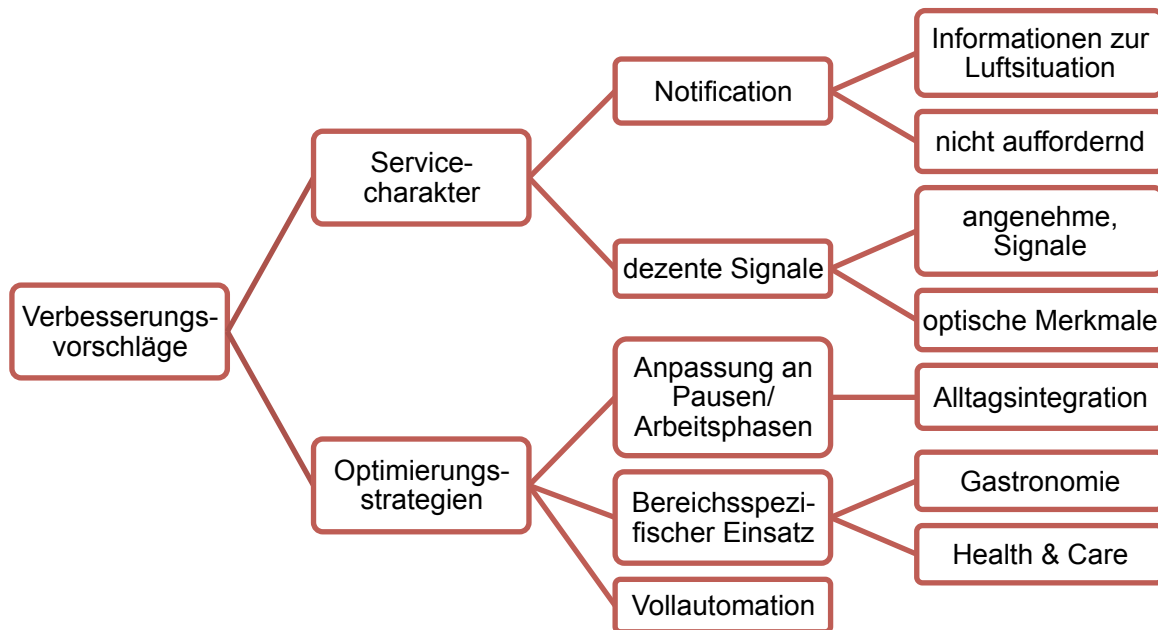 Informationen zur
Luftsituation
Notification
nicht auffordernd
Service-
charakter
angenehme,
Signale
dezente Signale
optische Merkmale
Verbesserungs-
vorschläge
Anpassung an
Pausen/
Arbeitsphasen
Alltagsintegration
Optimierungs-
strategien
Bereichsspezi-
fischer Einsatz
Gastronomie
Health & Care
Vollautomation